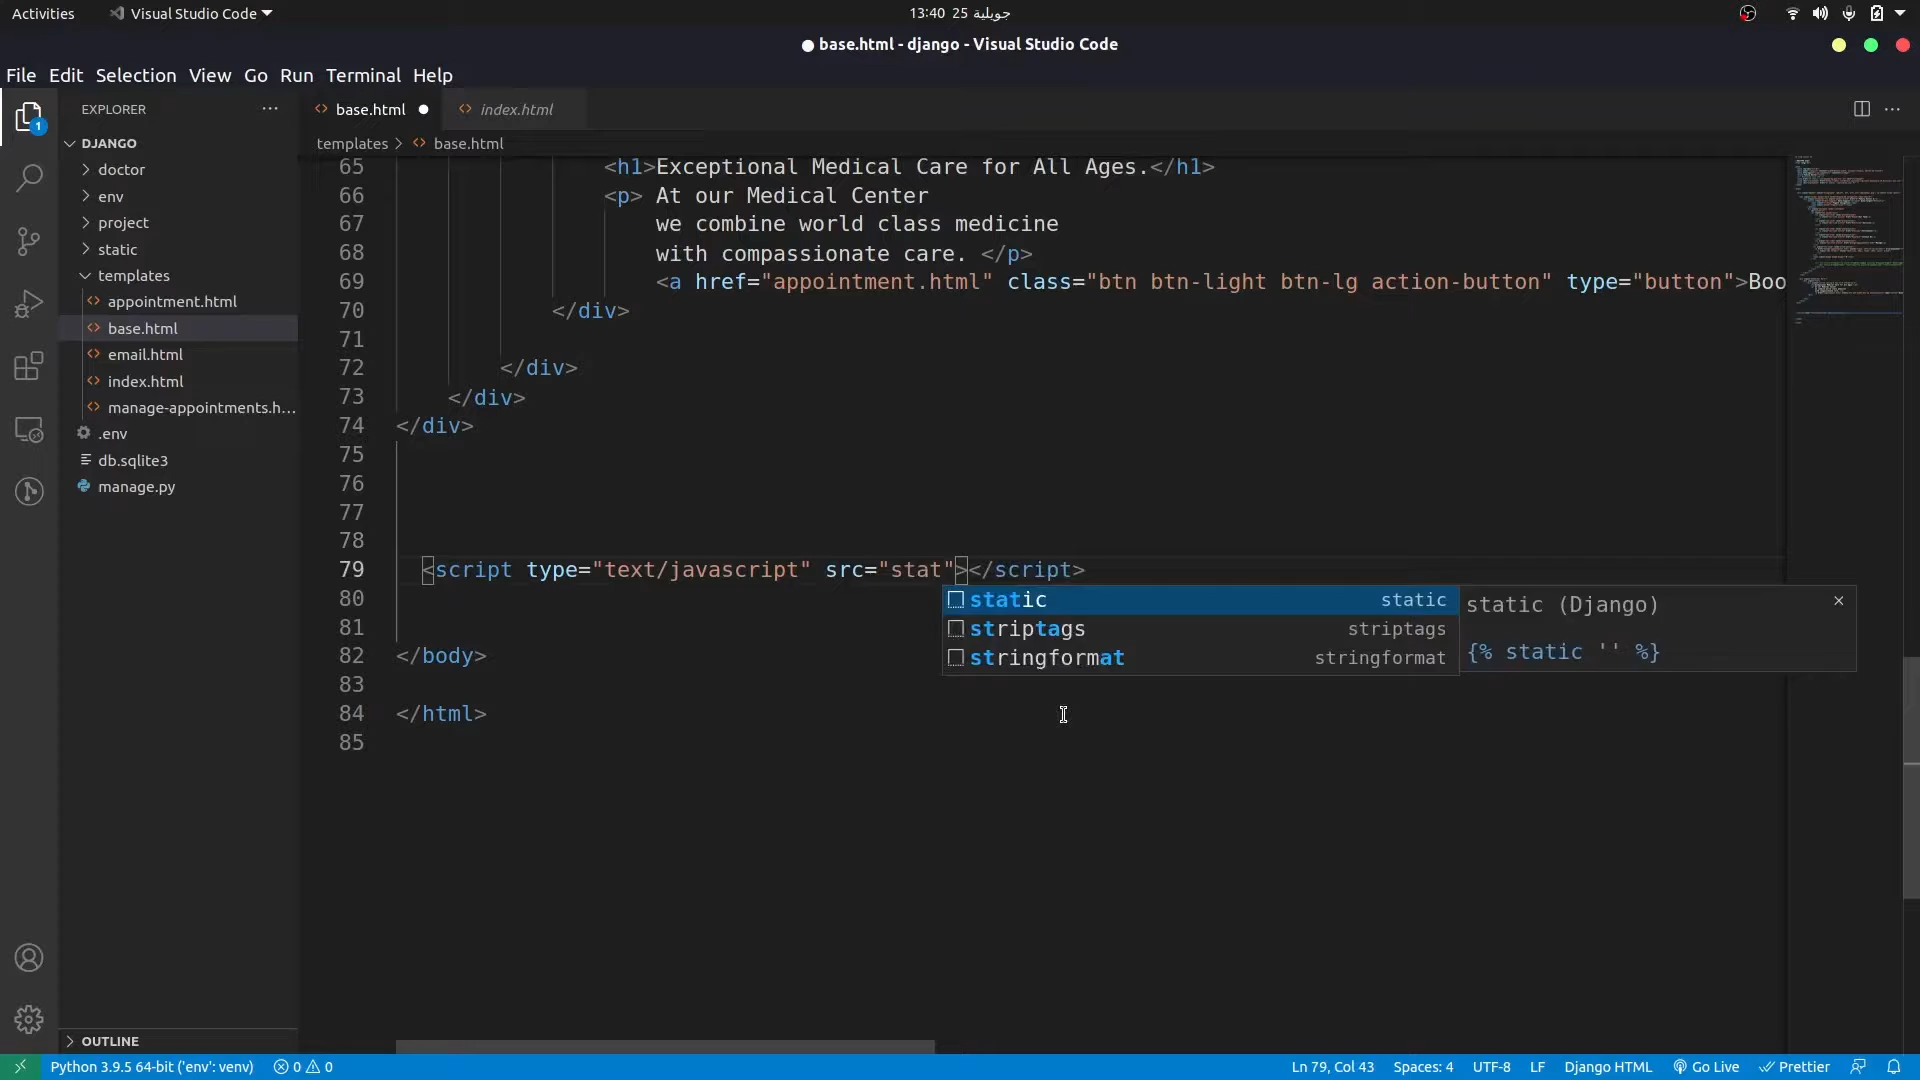 Activities
Visual Studio Code
13:40 25 جويلية
● base.html - django - Visual Studio Code
File Edit Selection View Go Run Terminal Help
EXPLORER
base.html
index.html
DJANGO
templates > base.html
doctor
env
project
static
templates
appointment.html
base.html
email.html
index.html
manage-appointments.h...
.env
db.sqlite3
manage.py
OUTLINE
1
65 <h1>Exceptional Medical Care for All Ages.</h1>
66 <p> At our Medical Center
67 we combine world class medicine
68 with compassionate care. </p>
69 <a href="appointment.html" class="btn btn-light btn-lg action-button" type="button">Boo
70 </div>
71
72 </div>
73 </div>
74 </div>
75
76
77
78
79 <script type="text/javascript" src="stat"></script>
80
81
82 </body>
83
84 </html>
85
static static
striptags striptags
stringformat stringformat
static (Django)
{% static '' %}
Python 3.9.5 64-bit ('env': venv) 0 0
Ln 79, Col 43 Spaces: 4 UTF-8 LF Django HTML Go Live Prettier